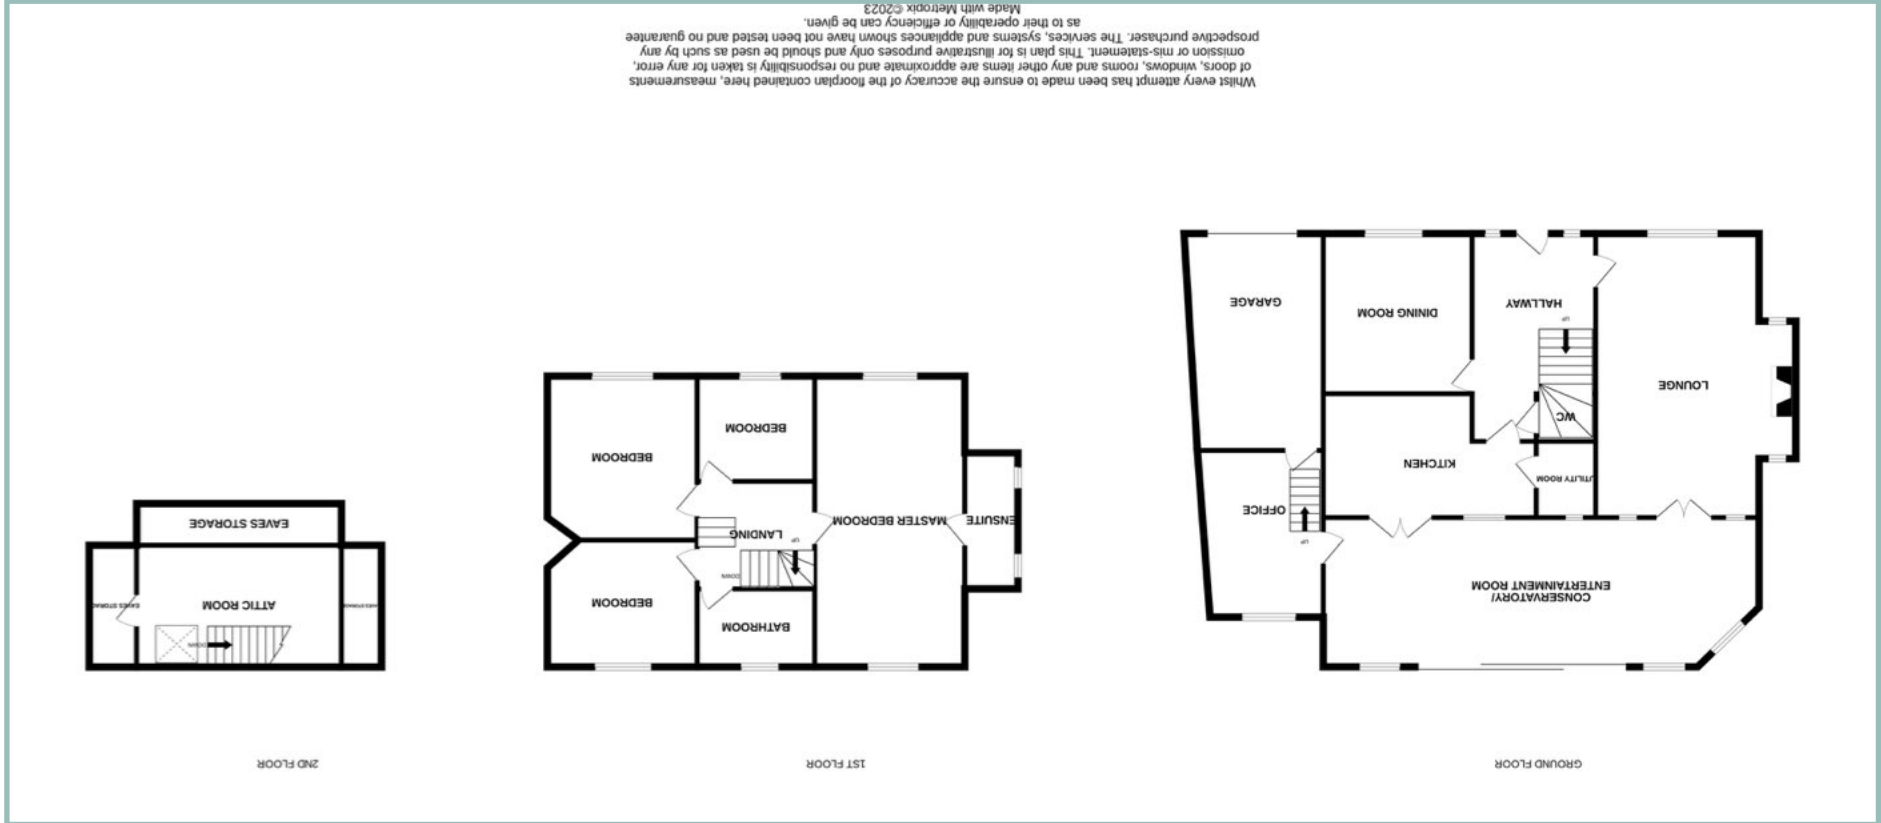 GROUND FLOOR
CONSERVATORY/
ENTERTAINMENT ROOM
UP
OFFICE
UTILITY ROOM
KITCHEN
WC
LOUNGE
DINING ROOM
UP
HALLWAY
GARAGE
1ST FLOOR
BATHROOM
BEDROOM
DOWN
UP
LANDING
ENSUITE
MASTER BEDROOM
BEDROOM
BEDROOM
2ND FLOOR
DOWN
ATTIC ROOM
EAVES STORAGE
EAVES STORAGE
EAVES STORAGE
Whilst every attempt has been made to ensure the accuracy of the floorplan contained here, measurements
of doors, windows, rooms and any other items are approximate and no responsibility is taken for any error,
omission or mis-statement. This plan is for illustrative purposes only and should be used as such by any
prospective purchaser. The services, systems and appliances shown have not been tested and no guarantee
as to their operability or efficiency can be given.
Made with Metropix ©2023